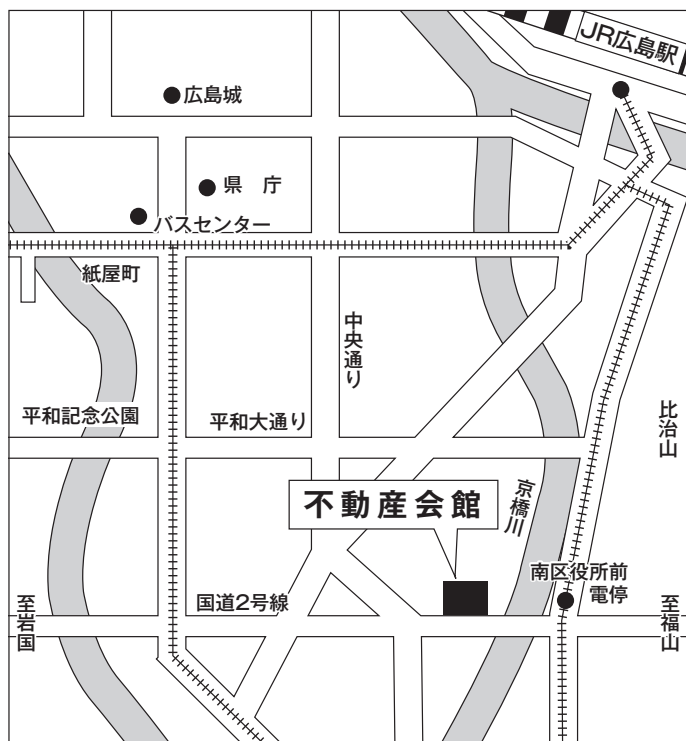 JR広島駅
広島城
県 庁
バスセンター
紙屋町
中央通り
平和記念公園
平和大通り
比治山
不動産会館
京橋川
南区役所前
電停
国道2号線
至岩国
至福山